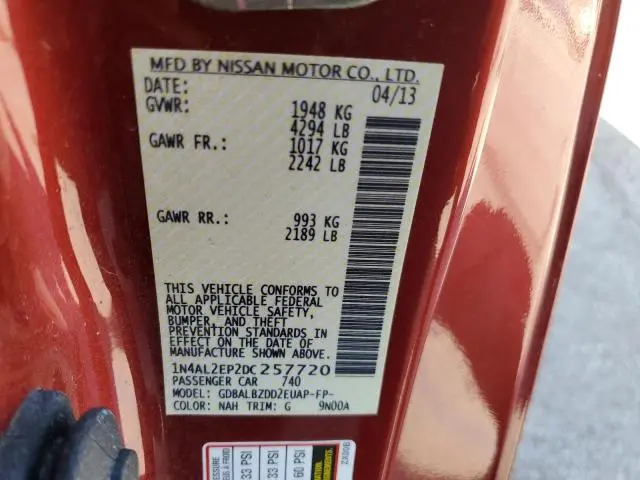 MFD BY NISSAN MOTOR CO., LTD.
DATE: 04/13
GVWR: 1948 KG
4294 LB
GAWR FR.: 1017 KG
2242 LB
GAWR RR.: 993 KG
2189 LB
THIS VEHICLE CONFORMS TO
ALL APPLICABLE FEDERAL
MOTOR VEHICLE SAFETY,
BUMPER, AND THEFT
PREVENTION STANDARDS IN
EFFECT ON THE DATE OF
MANUFACTURE SHOWN ABOVE.
1N4AL2EP2DC257720
PASSENGER CAR 740
MODEL: GDBALBZDD2EUAP-FP-
COLOR: NAH TRIM: G 9N00A
33 PSI
33 PSI
60 PSI